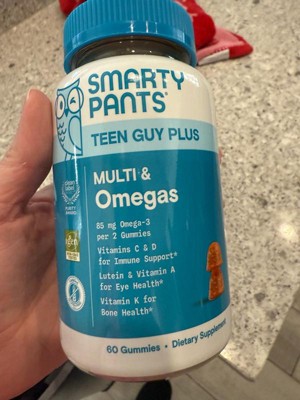 SMARTY
PANTS®
TEEN GUY PLUS
MULTI &
Omegas
85 mg Omega-3
per 2 Gummies
Vitamins C & D
for Immune Support*
Lutein & Vitamin A
for Eye Health*
Vitamin K for
Bone Health*
60 Gummies • Dietary Supplement